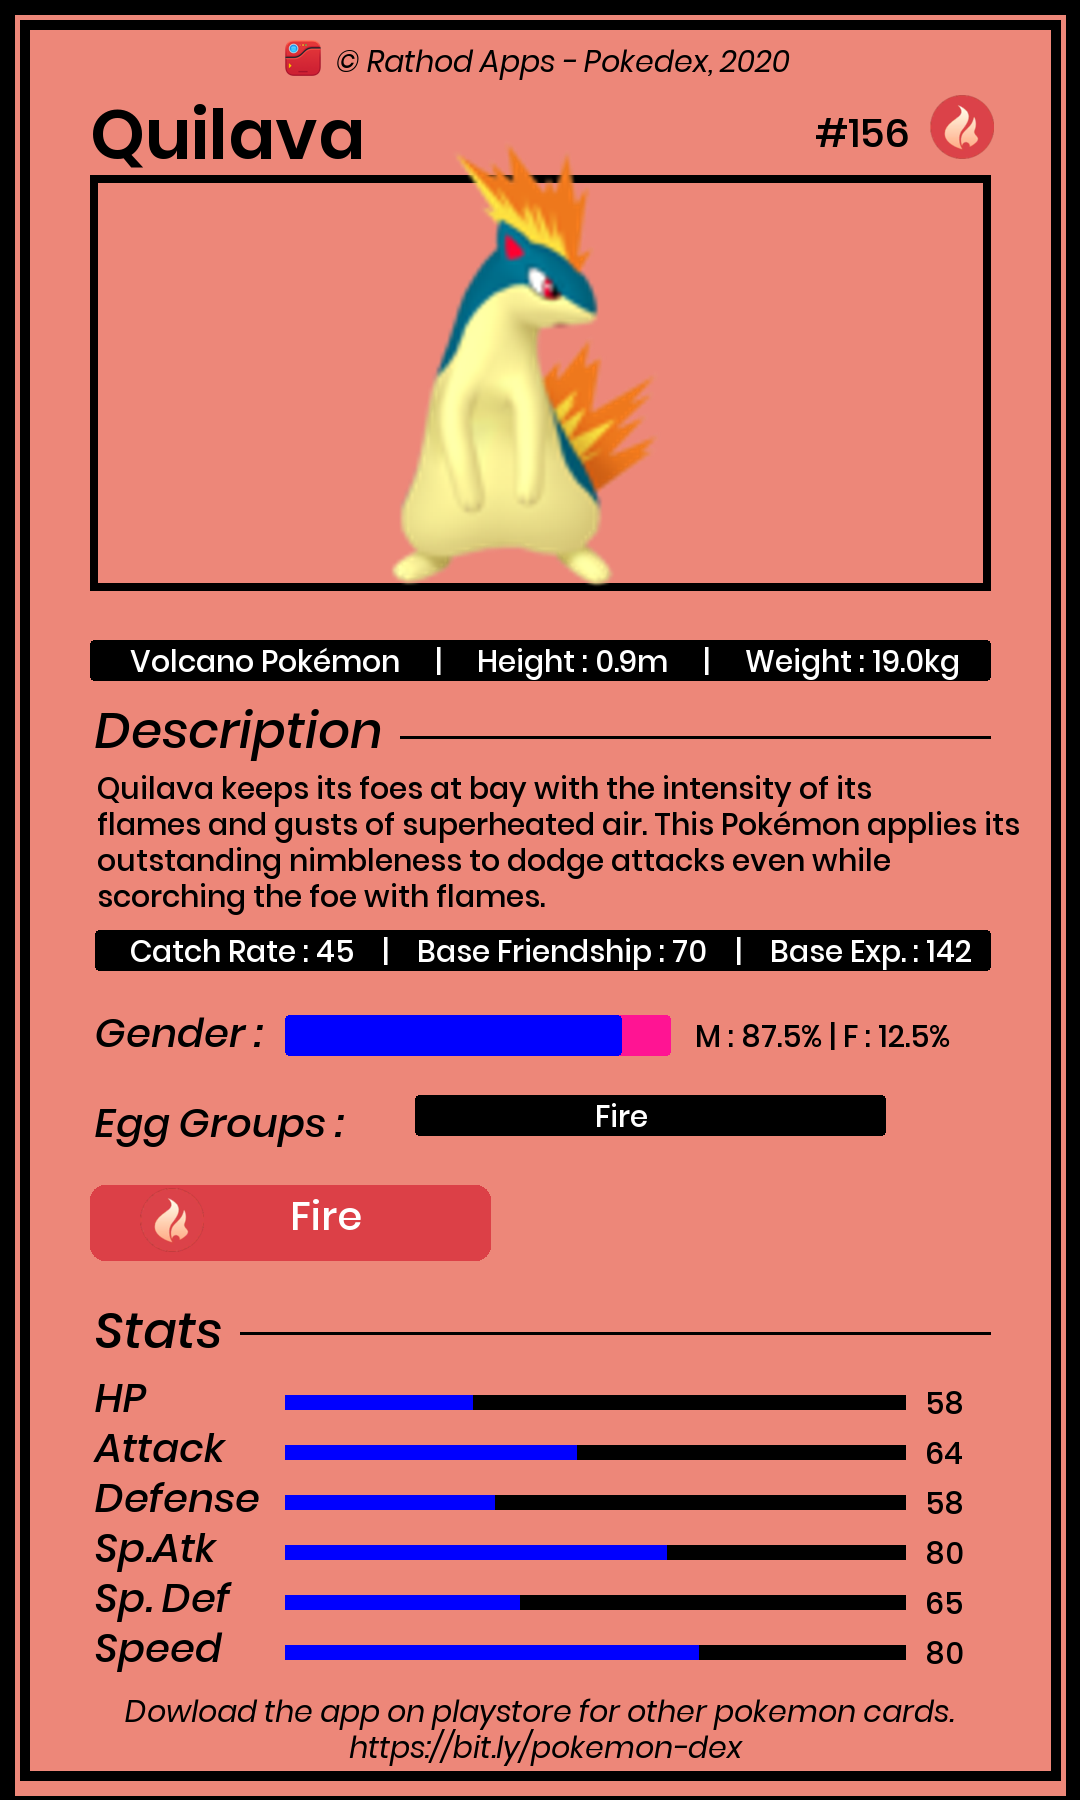 © Rathod Apps - Pokedex, 2020
Quilava
#156
Volcano Pokémon | Height : 0.9m | Weight : 19.0kg
Description
Quilava keeps its foes at bay with the intensity of its
flames and gusts of superheated air. This Pokémon applies its
outstanding nimbleness to dodge attacks even while
scorching the foe with flames.
Catch Rate : 45 | Base Friendship : 70 | Base Exp. : 142
Gender : M : 87.5% | F : 12.5%
Egg Groups : Fire
Fire
Stats
HP 58
Attack 64
Defense 58
Sp.Atk 80
Sp. Def 65
Speed 80
Dowload the app on playstore for other pokemon cards.
https://bit.ly/pokemon-dex